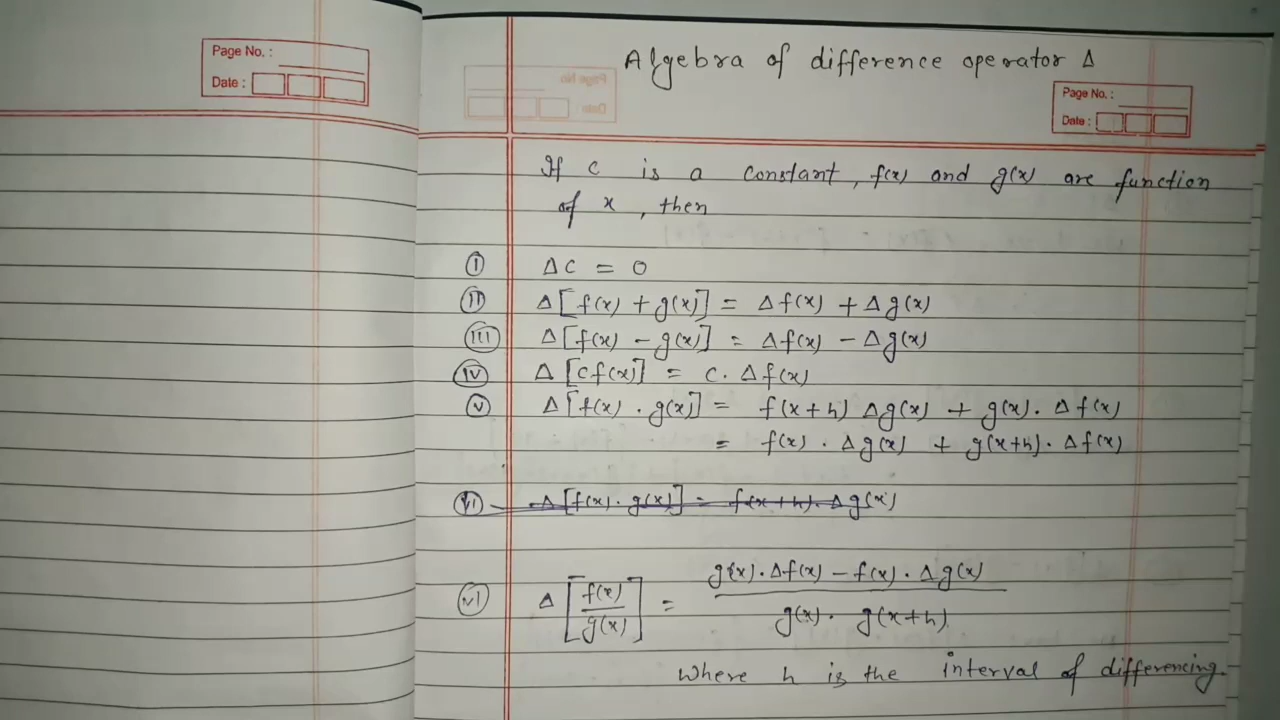 Page No. :
Date :
Algebra of difference operator Δ
Page No. :
Date :
If c is a constant, f(x) and g(x) are function
of x, then
(I) Δc = 0
(II) Δ[f(x) + g(x)] = Δf(x) + Δg(x)
(III) Δ[f(x) - g(x)] = Δf(x) - Δg(x)
(IV) Δ[cf(x)] = c. Δf(x)
(V) Δ[f(x) . g(x)] = f(x+h) Δg(x) + g(x). Δf(x)
= f(x) . Δg(x) + g(x+h). Δf(x)
(VI) Δ[f(x). g(x)] = f(x+h). Δg(x)
(VI) Δ[f(x)/g(x)] = g(x).Δf(x) - f(x). Δg(x) / g(x). g(x+h)
Where h is the interval of differencing.